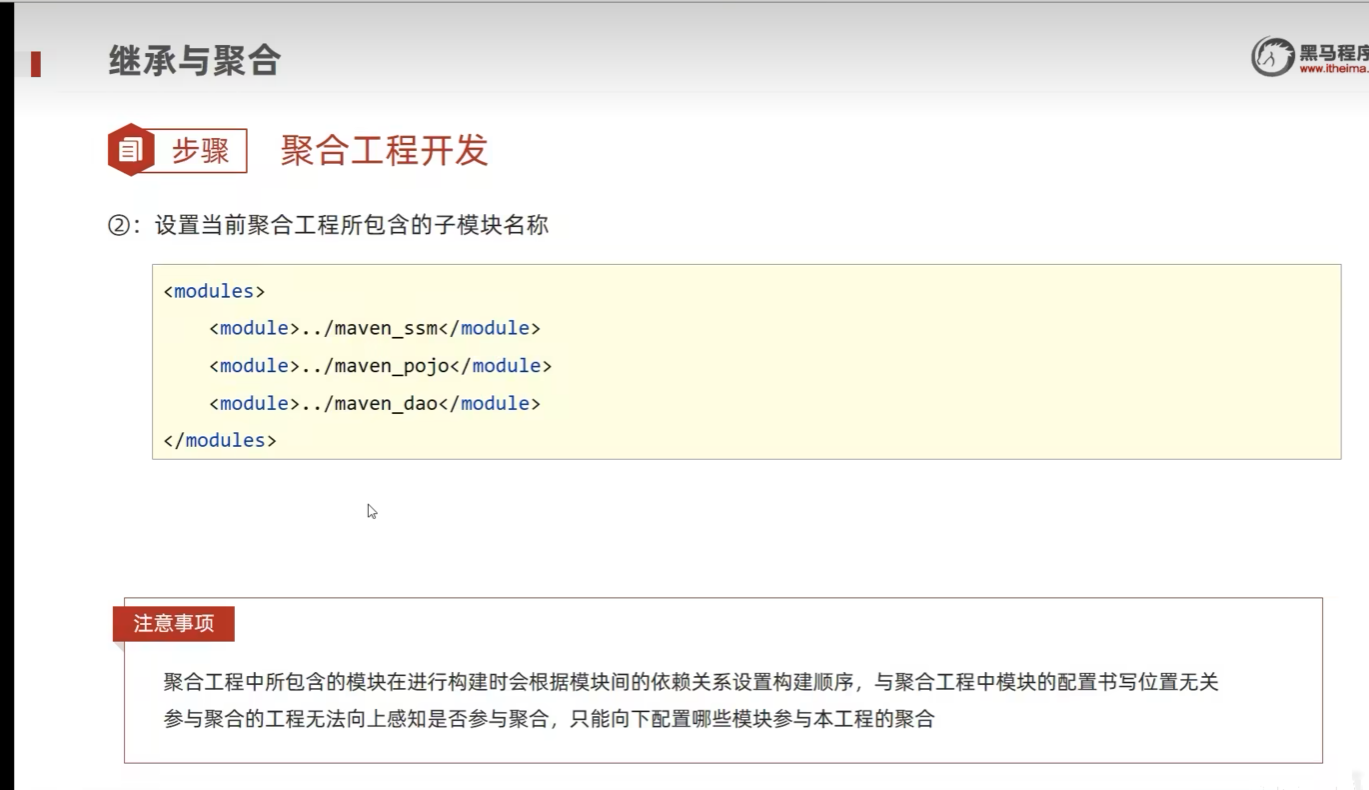 继承与聚合
黑马程序
www.itheima.
步骤
聚合工程开发
②：设置当前聚合工程所包含的子模块名称
<modules>
<module>../maven_ssm</module>
<module>../maven_pojo</module>
<module>../maven_dao</module>
</modules>
注意事项
聚合工程中所包含的模块在进行构建时会根据模块间的依赖关系设置构建顺序，与聚合工程中模块的配置书写位置无关
参与聚合的工程无法向上感知是否参与聚合，只能向下配置哪些模块参与本工程的聚合